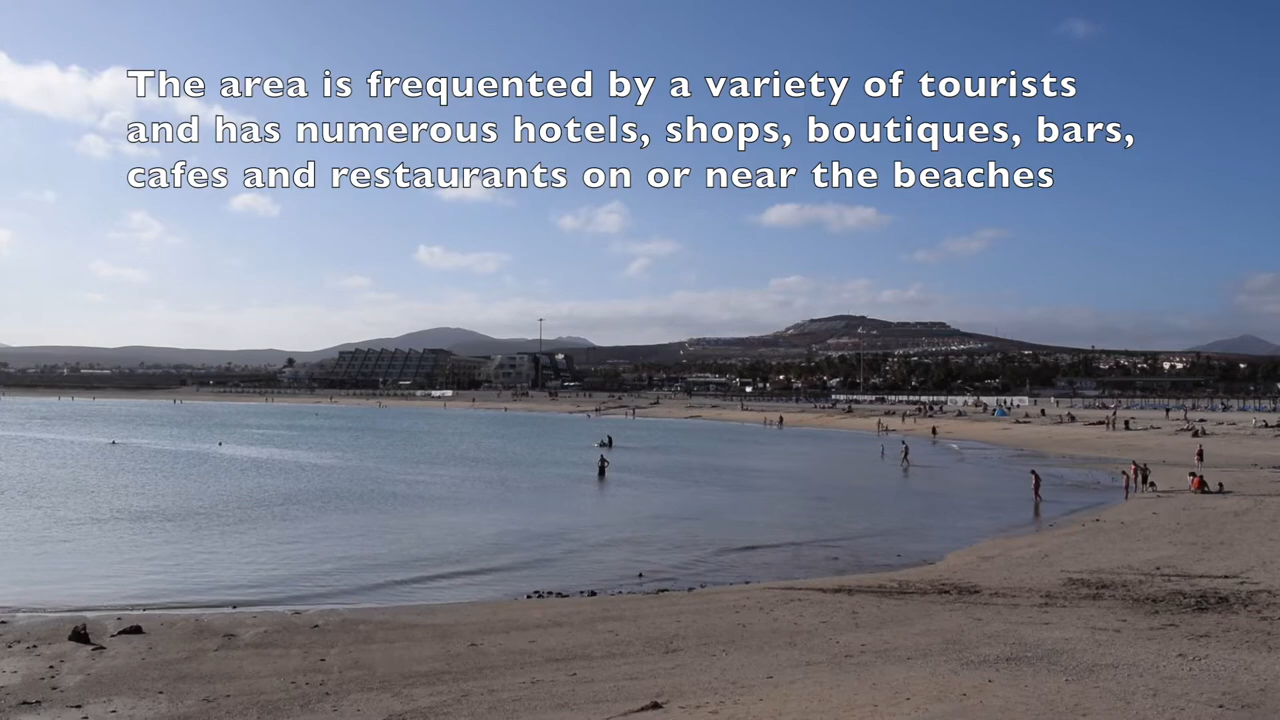 The area is frequented by a variety of tourists
and has numerous hotels, shops, boutiques, bars,
cafes and restaurants on or near the beaches